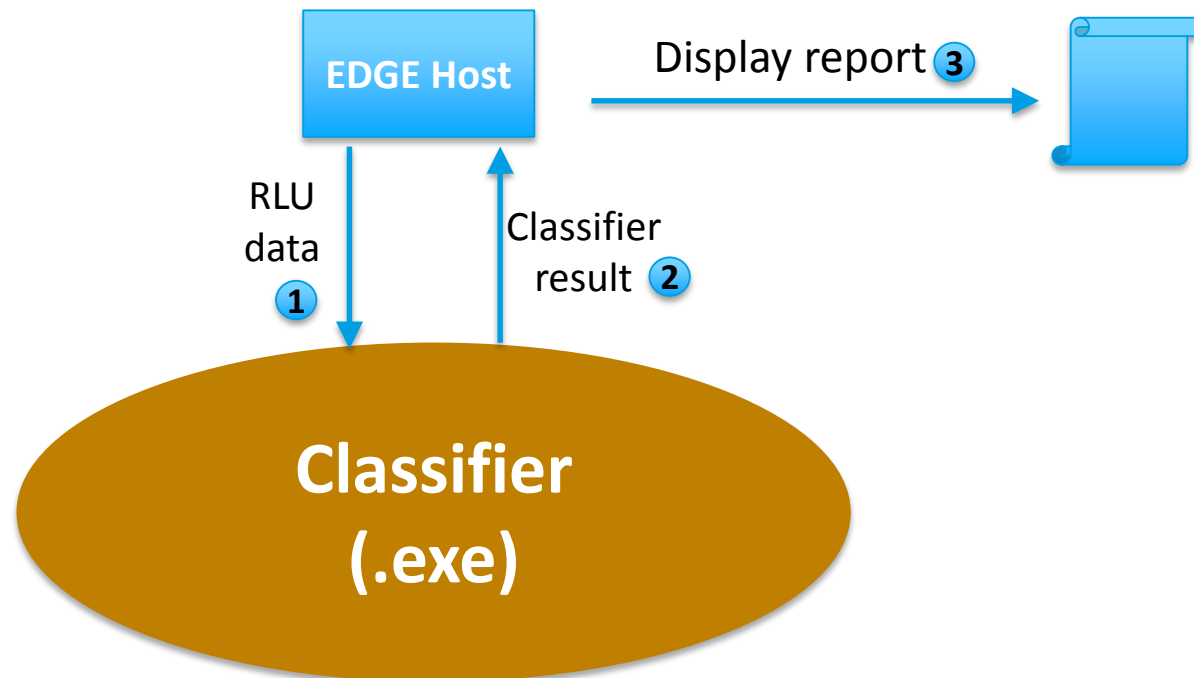 EDGE Host
Display report 3
RLU
data
1
Classifier
result 2
Classifier
(.exe)